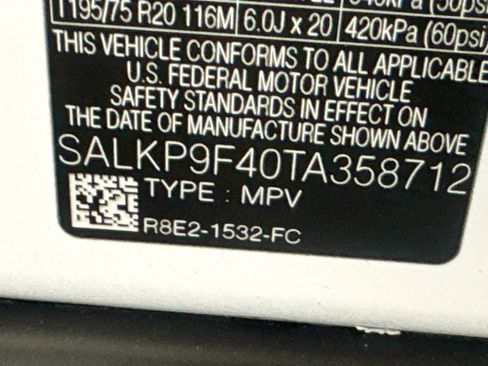 T195/75 R20 116M 6.0J x 20 420kPa (60psi
THIS VEHICLE CONFORMS TO ALL APPLICABLE
U.S. FEDERAL MOTOR VEHICLE
SAFETY STANDARDS IN EFFECT ON
THE DATE OF MANUFACTURE SHOWN ABOVE
SALKP9F40TA358712
TYPE : MPV
R8E2-1532-FC